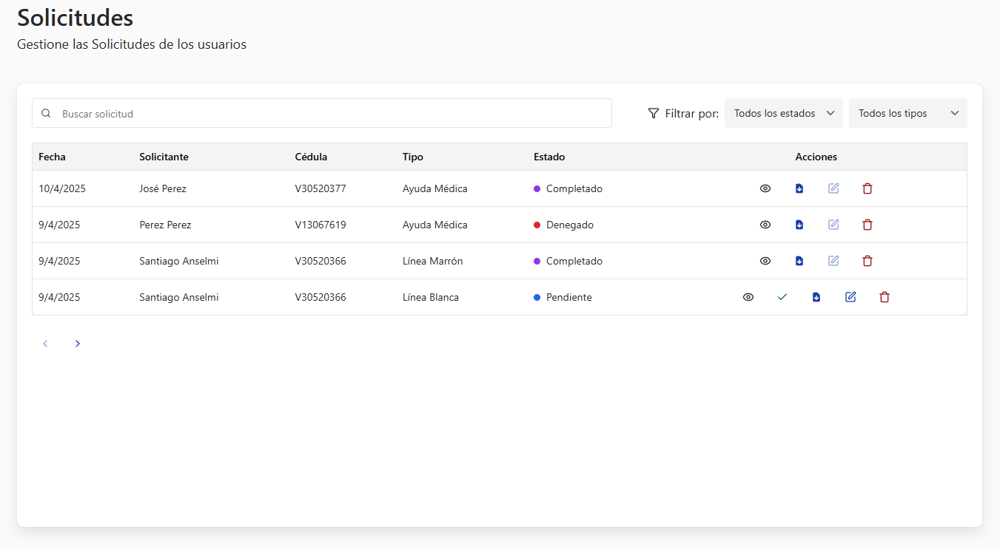 Solicitudes
Gestione las Solicitudes de los usuarios
Buscar solicitud Filtrar por: Todos los estados Todos los tipos
Fecha Solicitante Cédula Tipo Estado Acciones
10/4/2025 José Perez V30520377 Ayuda Médica Completado
9/4/2025 Perez Perez V13067619 Ayuda Médica Denegado
9/4/2025 Santiago Anselmi V30520366 Línea Marrón Completado
9/4/2025 Santiago Anselmi V30520366 Línea Blanca Pendiente